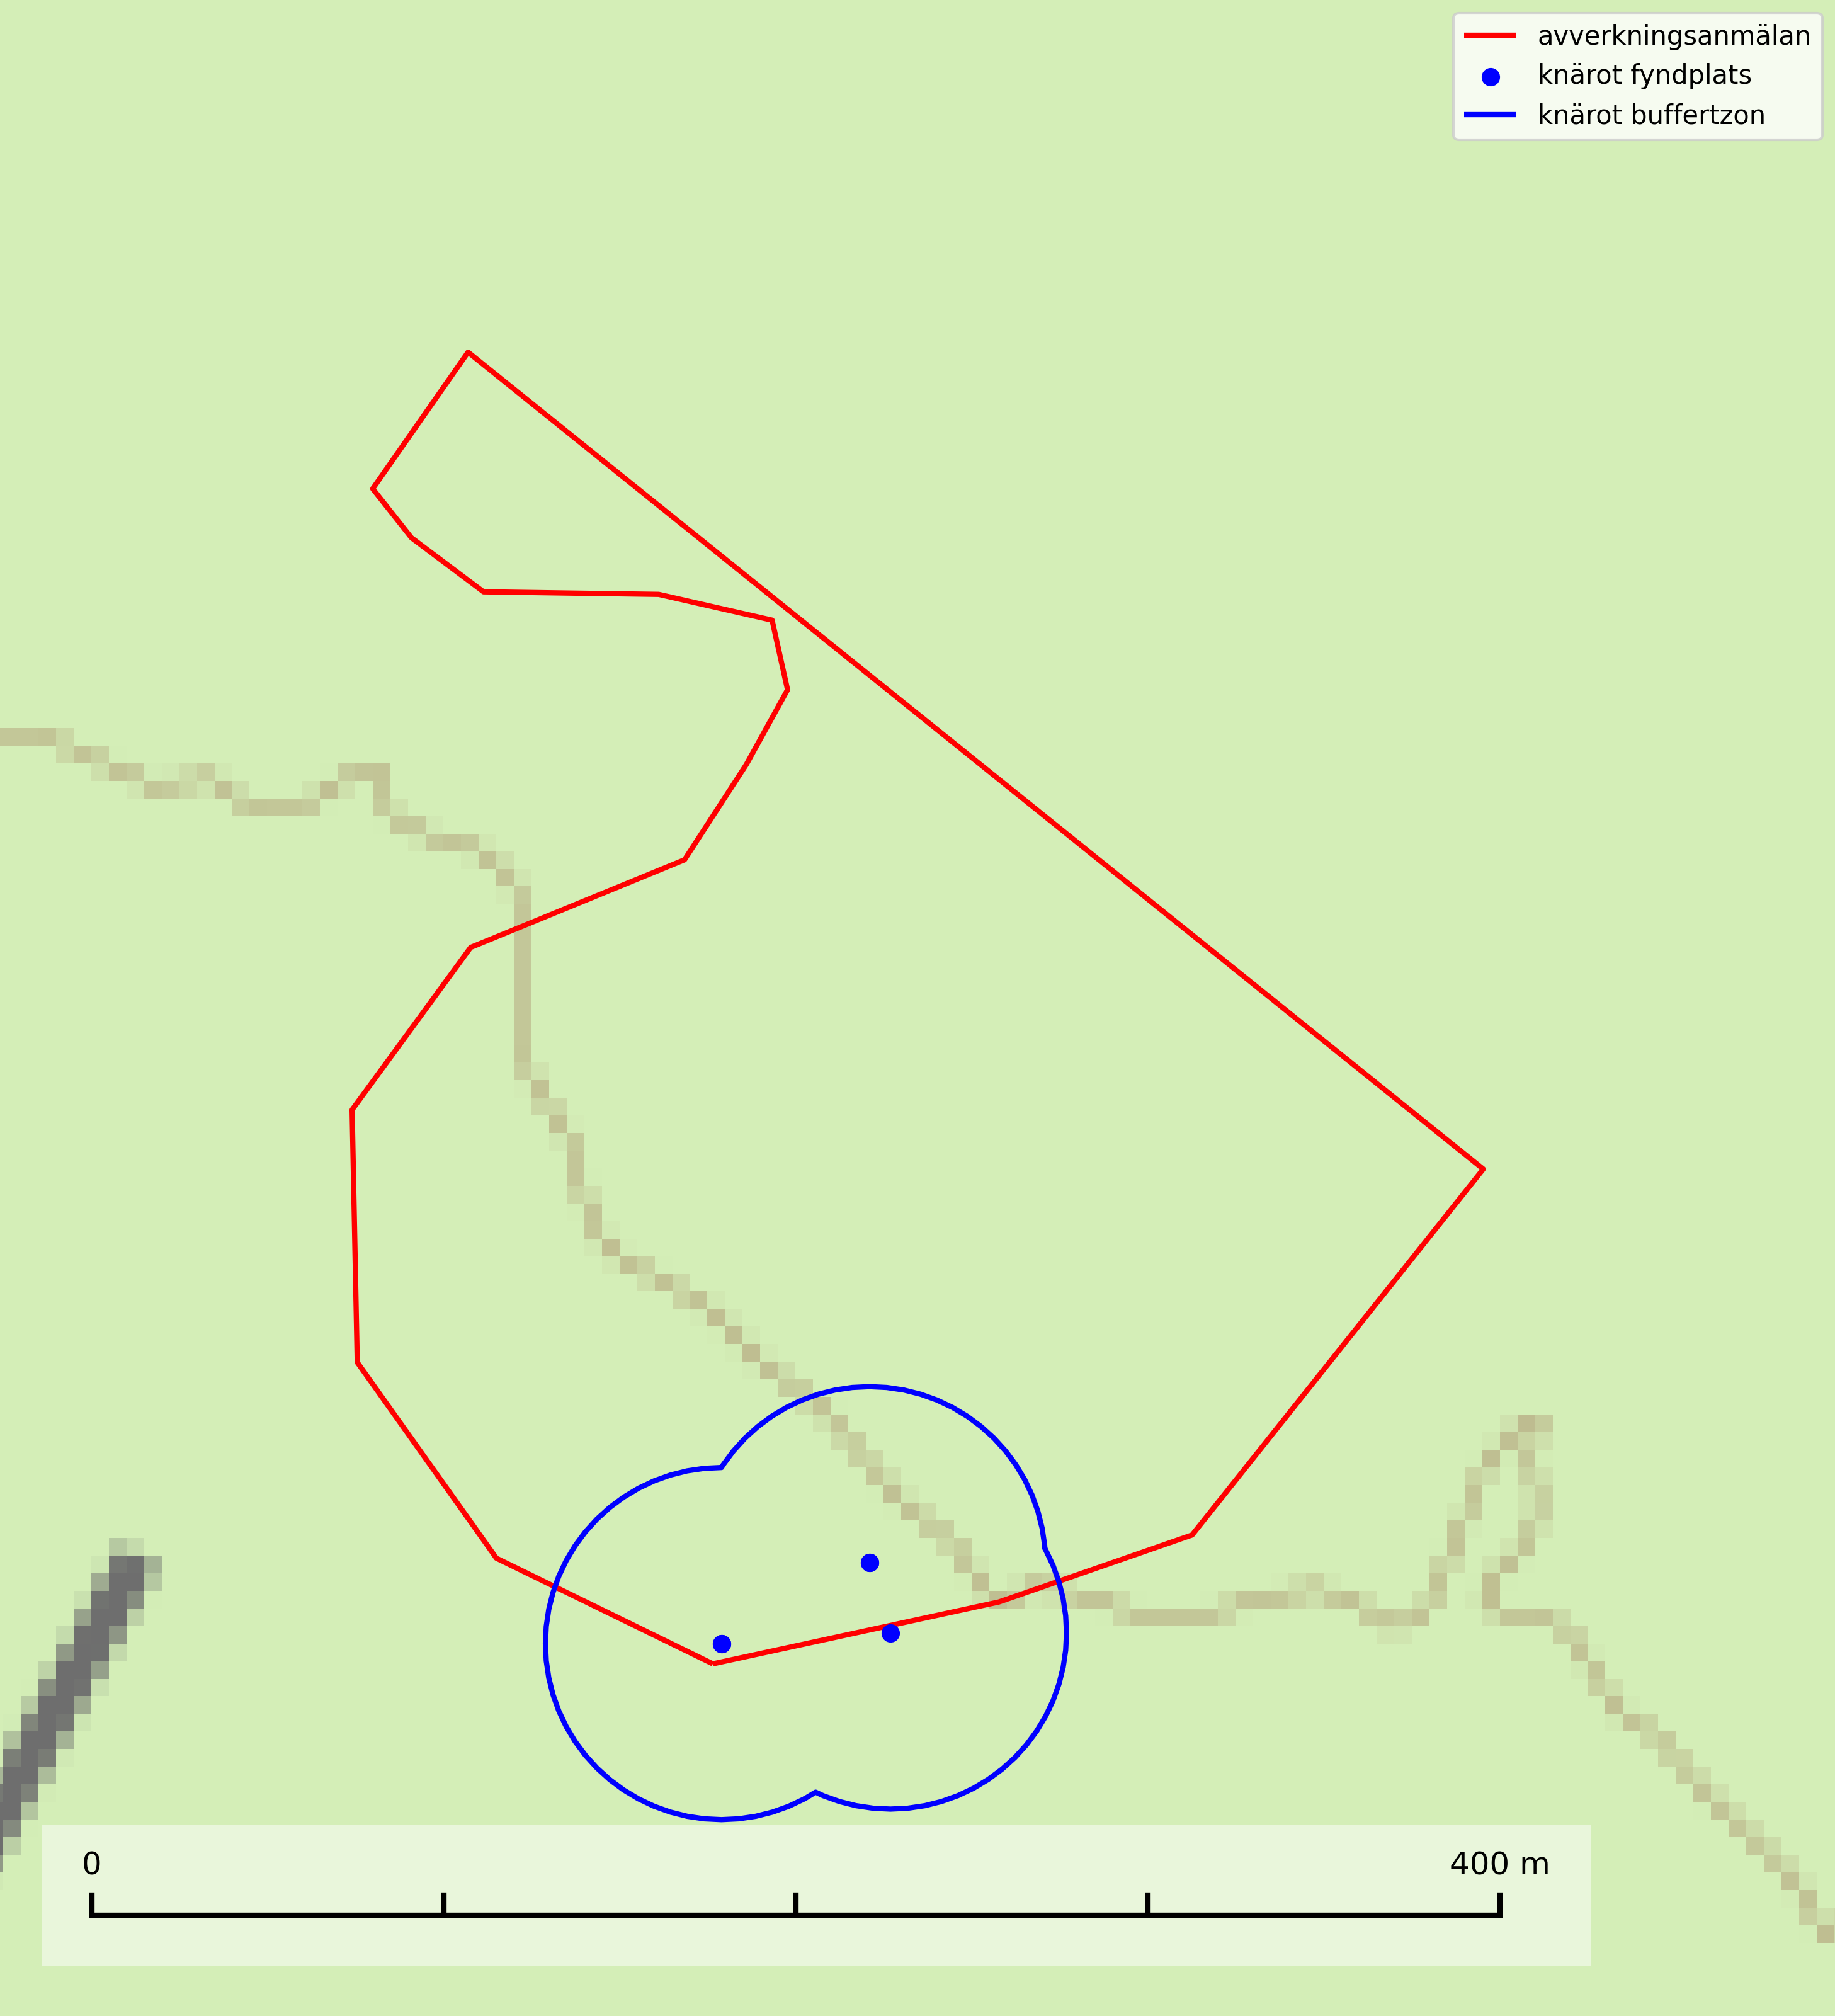 avverkningsanmälan
knärot fyndplats
knärot buffertzon
0 400 m